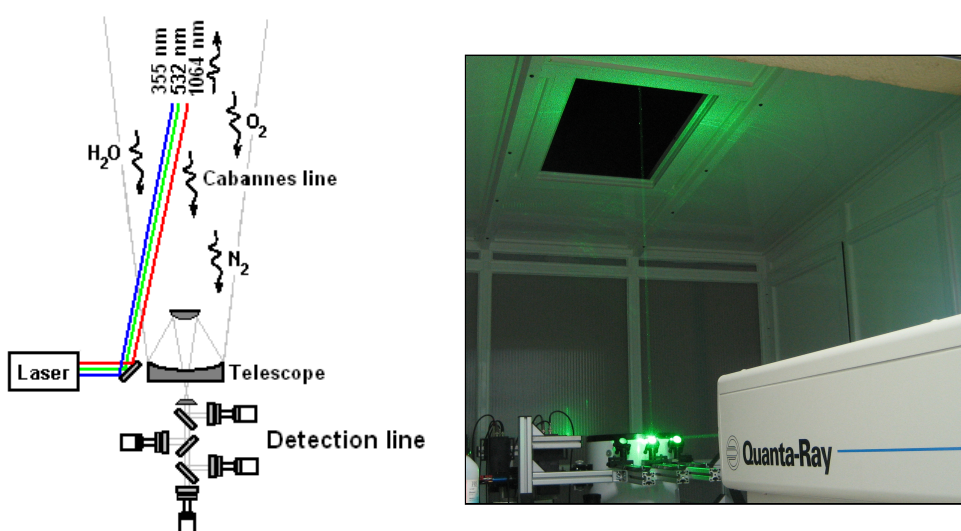 355 nm
532 nm
1064 nm
O₂
H₂O
Cabannes line
N₂
Laser
Telescope
Detection line
Quanta-Ray